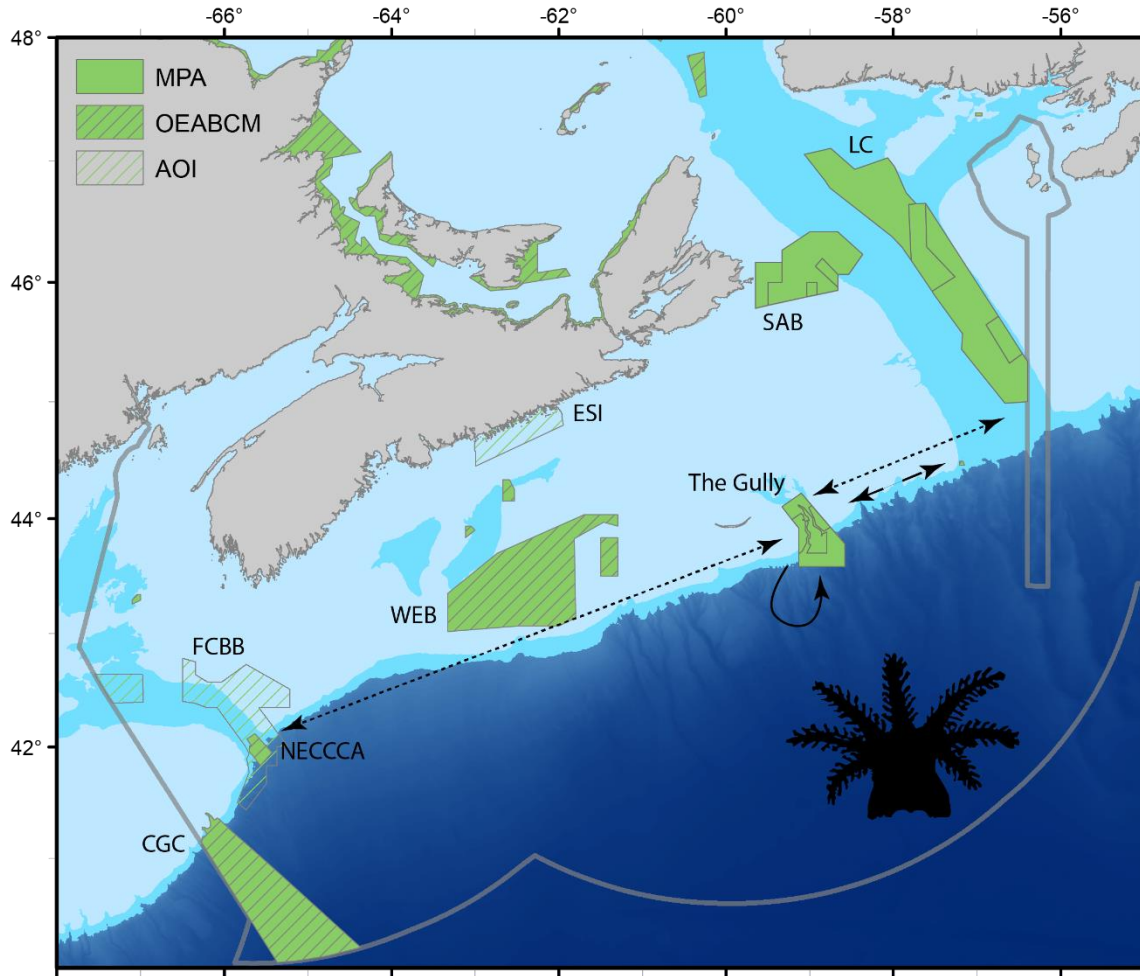 -66 -64 -62 -60 -58 -56
48°
MPA
OEABCM
AOI
LC
46°
SAB
ESI
The Gully
44°
WEB
FCBB
42°
NECCCA
CGC